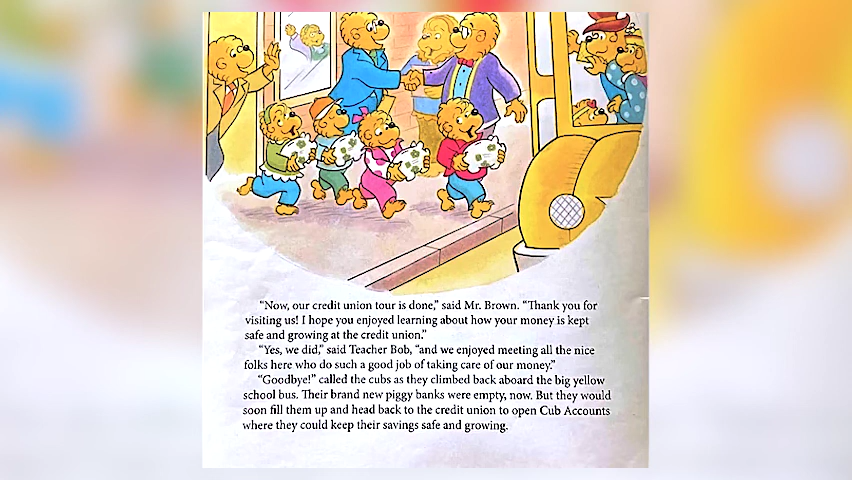 “Now, our credit union tour is done,” said Mr. Brown. “Thank you for
visiting us! I hope you enjoyed learning about how your money is kept
safe and growing at the credit union.”
“Yes, we did,” said Teacher Bob, “and we enjoyed meeting all the nice
folks here who do such a good job of taking care of our money.”
“Goodbye!” called the cubs as they climbed back aboard the big yellow
school bus. Their brand new piggy banks were empty, now. But they would
soon fill them up and head back to the credit union to open Cub Accounts
where they could keep their savings safe and growing.